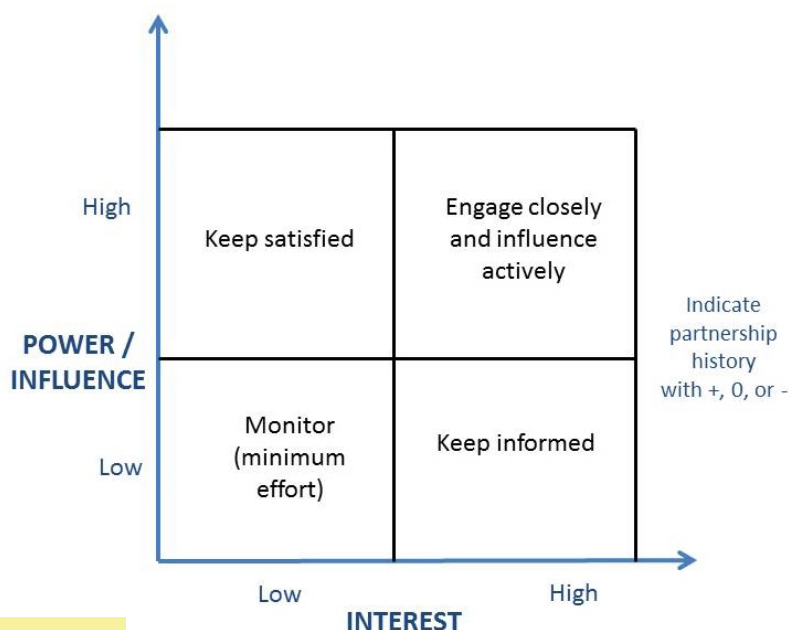 High
Keep satisfied
Engage closely
and influence
actively
Indicate
partnership
history
with +, 0, or -
POWER /
INFLUENCE
Monitor
(minimum
effort)
Keep informed
Low
Low
High
INTEREST